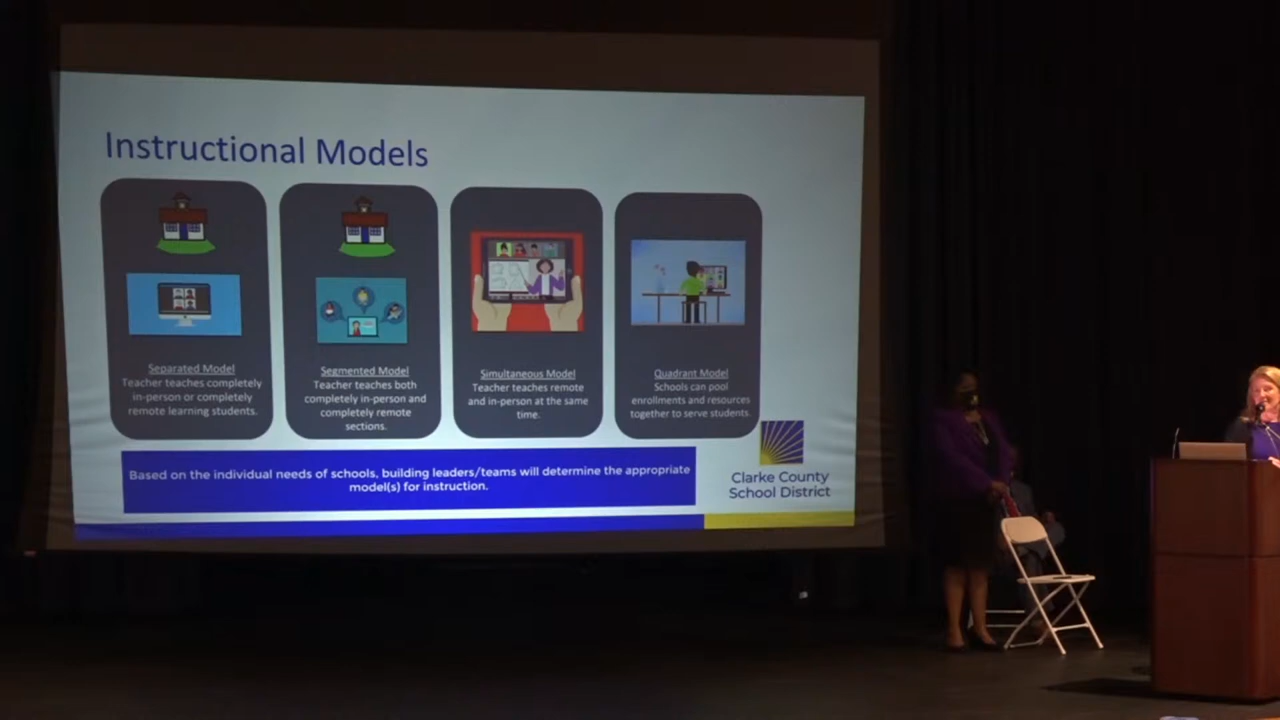 Instructional Models
Separated Model
Teacher teaches completely
in-person or completely
remote learning students.
Segmented Model
Teacher teaches both
completely in-person and
completely remote
sections.
Simultaneous Model
Teacher teaches remote
and in-person at the same
time.
Quadrant Model
Schools can pool
enrollments and resources
together to serve students.
Based on the individual needs of schools, building leaders/teams will determine the appropriate
model(s) for instruction.
Clarke County
School District